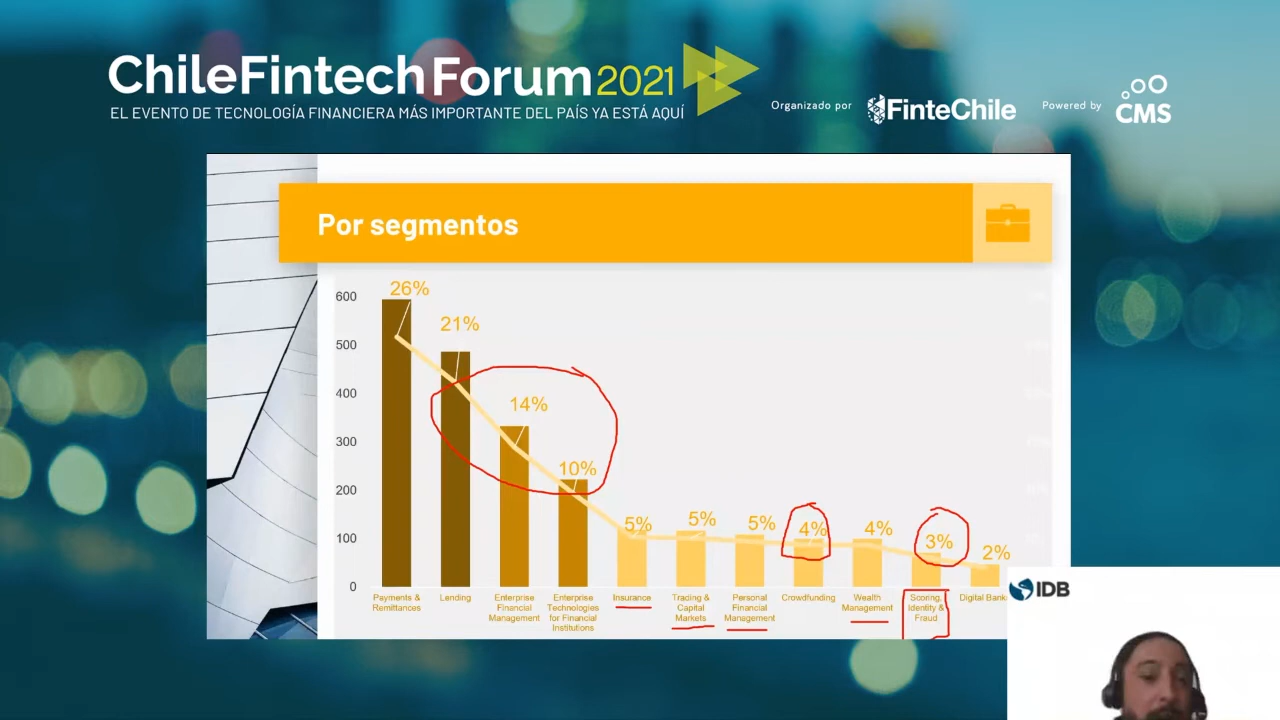 ChileFintechForum2021
EL EVENTO DE TECNOLOGÍA FINANCIERA MÁS IMPORTANTE DEL PAÍS YA ESTÁ AQUÍ
Organizado por
FinteChile
Powered by
CMS
Por segmentos
600
500
400
300
200
100
0
26%
21%
14%
10%
5%
5%
5%
4%
4%
3%
2%
Payments &
Remittances
Lending
Enterprise
Financial
Management
Enterprise
Technologies
for Financial
Institutions
Insurance
Trading &
Capital
Markets
Personal
Financial
Management
Crowdfunding
Wealth
Management
Scoring,
Identity &
Fraud
Digital
IDB